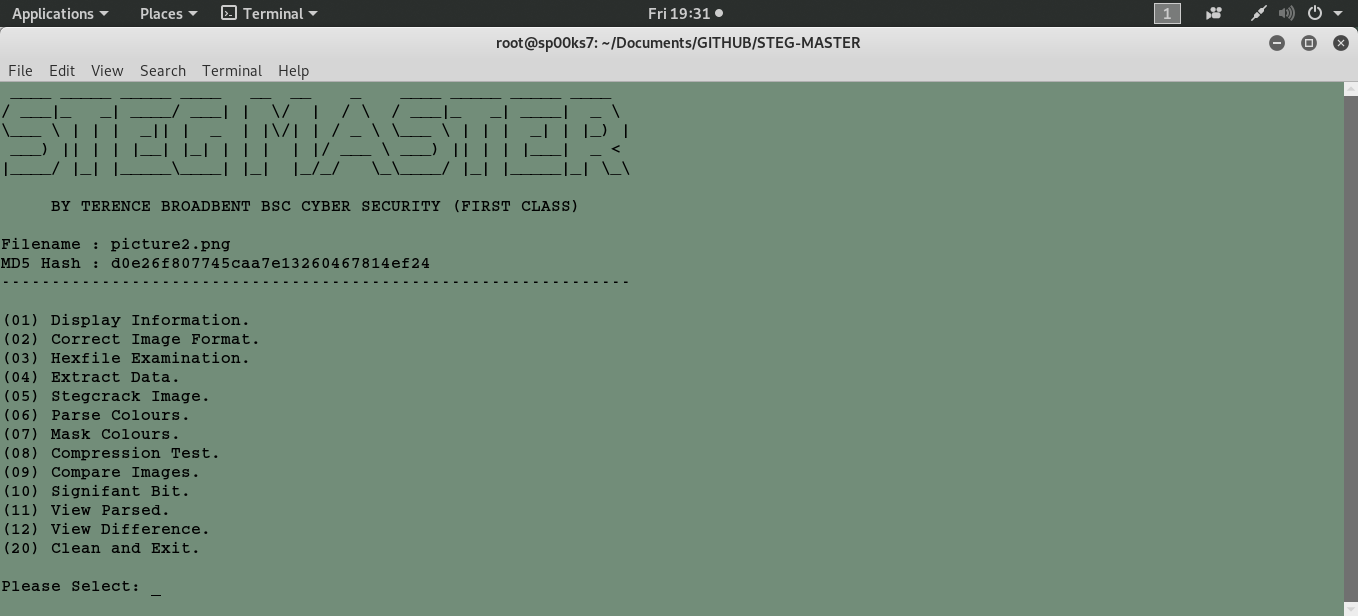 Applications Places Terminal Fri 19:31 1
root@sp00ks7: ~/Documents/GITHUB/STEG-MASTER
File Edit View Search Terminal Help
STEGMASTER
BY TERENCE BROADBENT BSC CYBER SECURITY (FIRST CLASS)
Filename : picture2.png
MD5 Hash : d0e26f807745caa7e13260467814ef24
---------------------------------------------------------------
(01) Display Information.
(02) Correct Image Format.
(03) Hexfile Examination.
(04) Extract Data.
(05) Stegcrack Image.
(06) Parse Colours.
(07) Mask Colours.
(08) Compression Test.
(09) Compare Images.
(10) Signifant Bit.
(11) View Parsed.
(12) View Difference.
(20) Clean and Exit.
Please Select: _